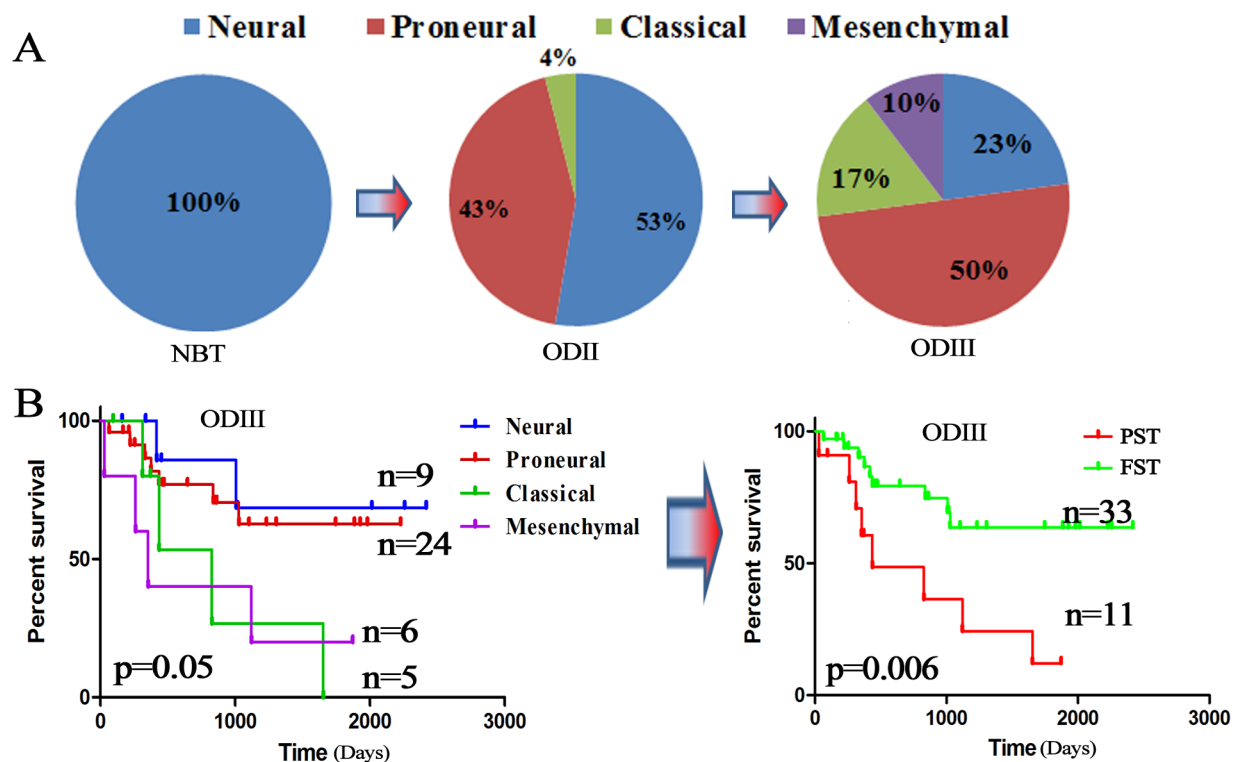 Neural Proneural Classical Mesenchymal
A
100%
4%
43%
53%
10%
23%
17%
50%
NBT
ODII
ODIII
B
ODIII
Percent survival
100
50
0
0 1000 2000 3000
Time (Days)
Neural
Proneural
Classical
Mesenchymal
n=9
n=24
n=6
n=5
p=0.05
ODIII
Percent survival
100
50
0
0 1000 2000 3000
Time (Days)
PST
FST
n=33
n=11
p=0.006